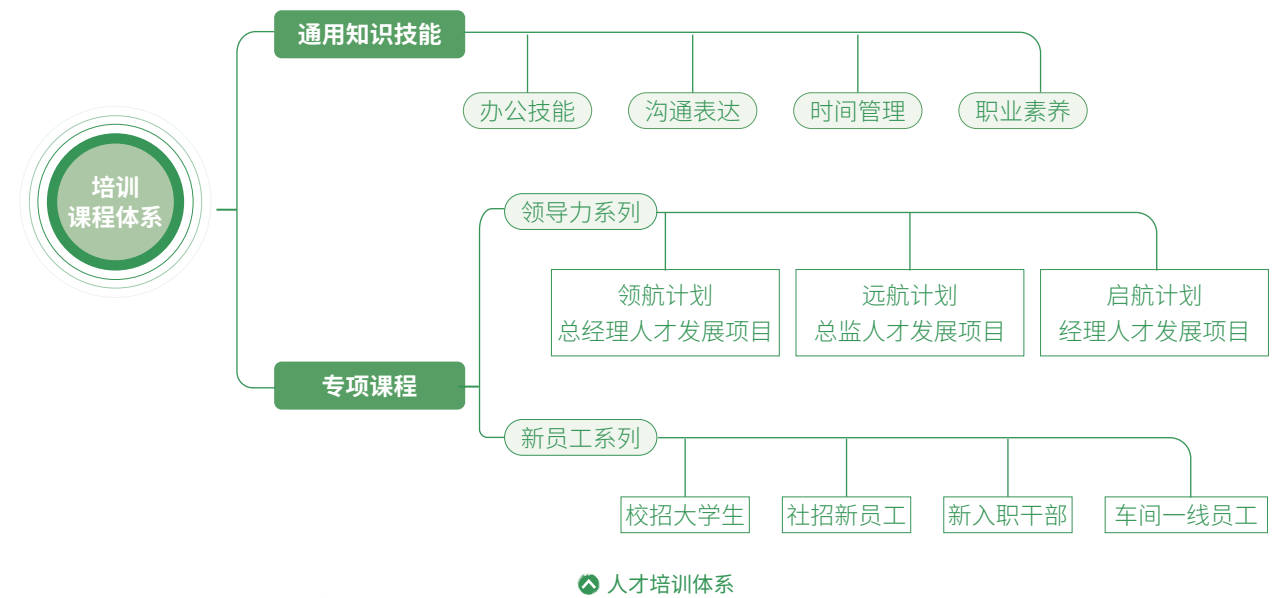 通用知识技能
办公技能
沟通表达
时间管理
职业素养
培训
课程体系
领导力系列
领航计划
总经理人才发展项目
远航计划
总监人才发展项目
启航计划
经理人才发展项目
专项课程
新员工系列
校招大学生
社招新员工
新入职干部
车间一线员工
人才培训体系